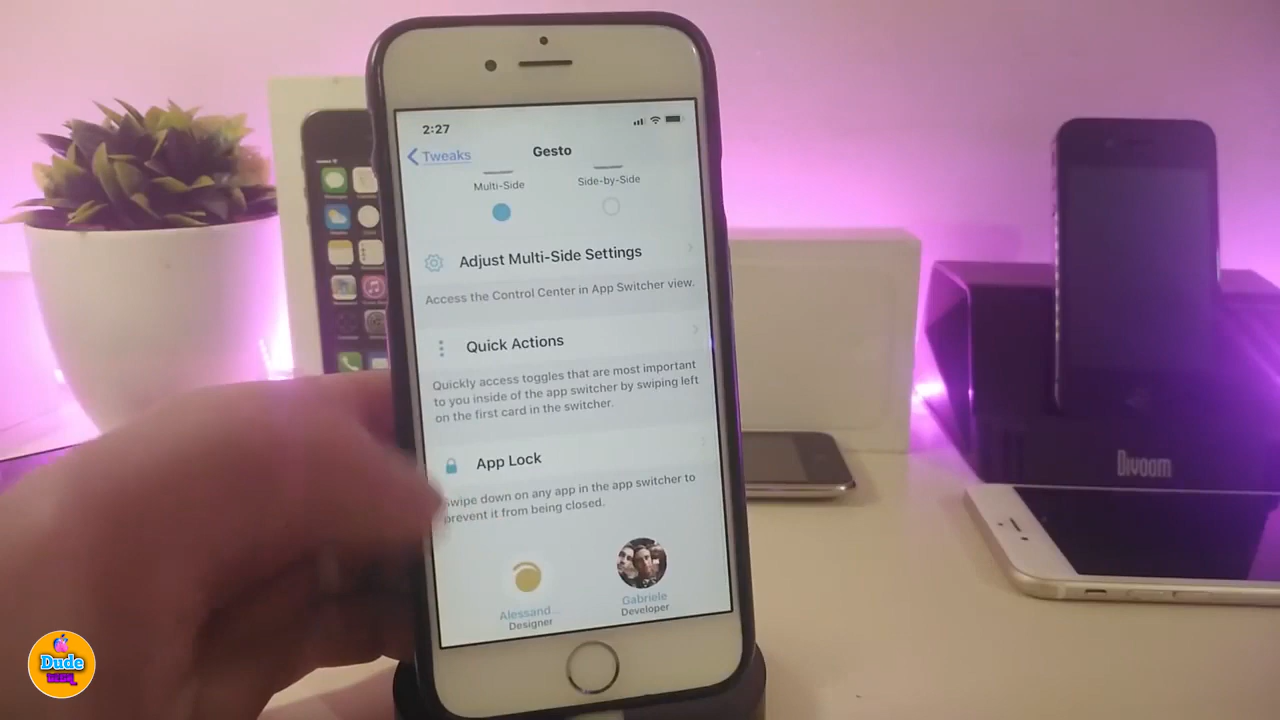 2:27
Tweaks
Gesto
Multi-Side
Side-by-Side
Adjust Multi-Side Settings
Access the Control Center in App Switcher view.
Quick Actions
Quickly access toggles that are most important
to you inside of the app switcher by swiping left
on the first card in the switcher.
App Lock
wipe down on any app in the app switcher to
prevent it from being closed.
Alessand...
Designer
Gabriele
Developer
Divoom
Dude